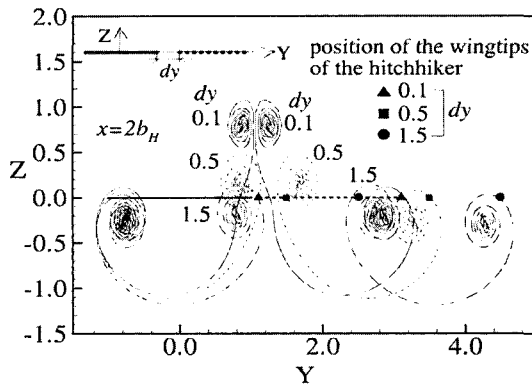 2.0
Z
Y
dy
position of the wingtips
of the hitchhiker
1.5
▲ 0.1
■ 0.5
● 1.5
dy
1.0
x=2b_H
dy
0.1
dy
0.1
Z
0.5
0.5
0.5
0.0
1.5
1.5
-0.5
-1.0
-1.5
0.0
2.0
4.0
Y